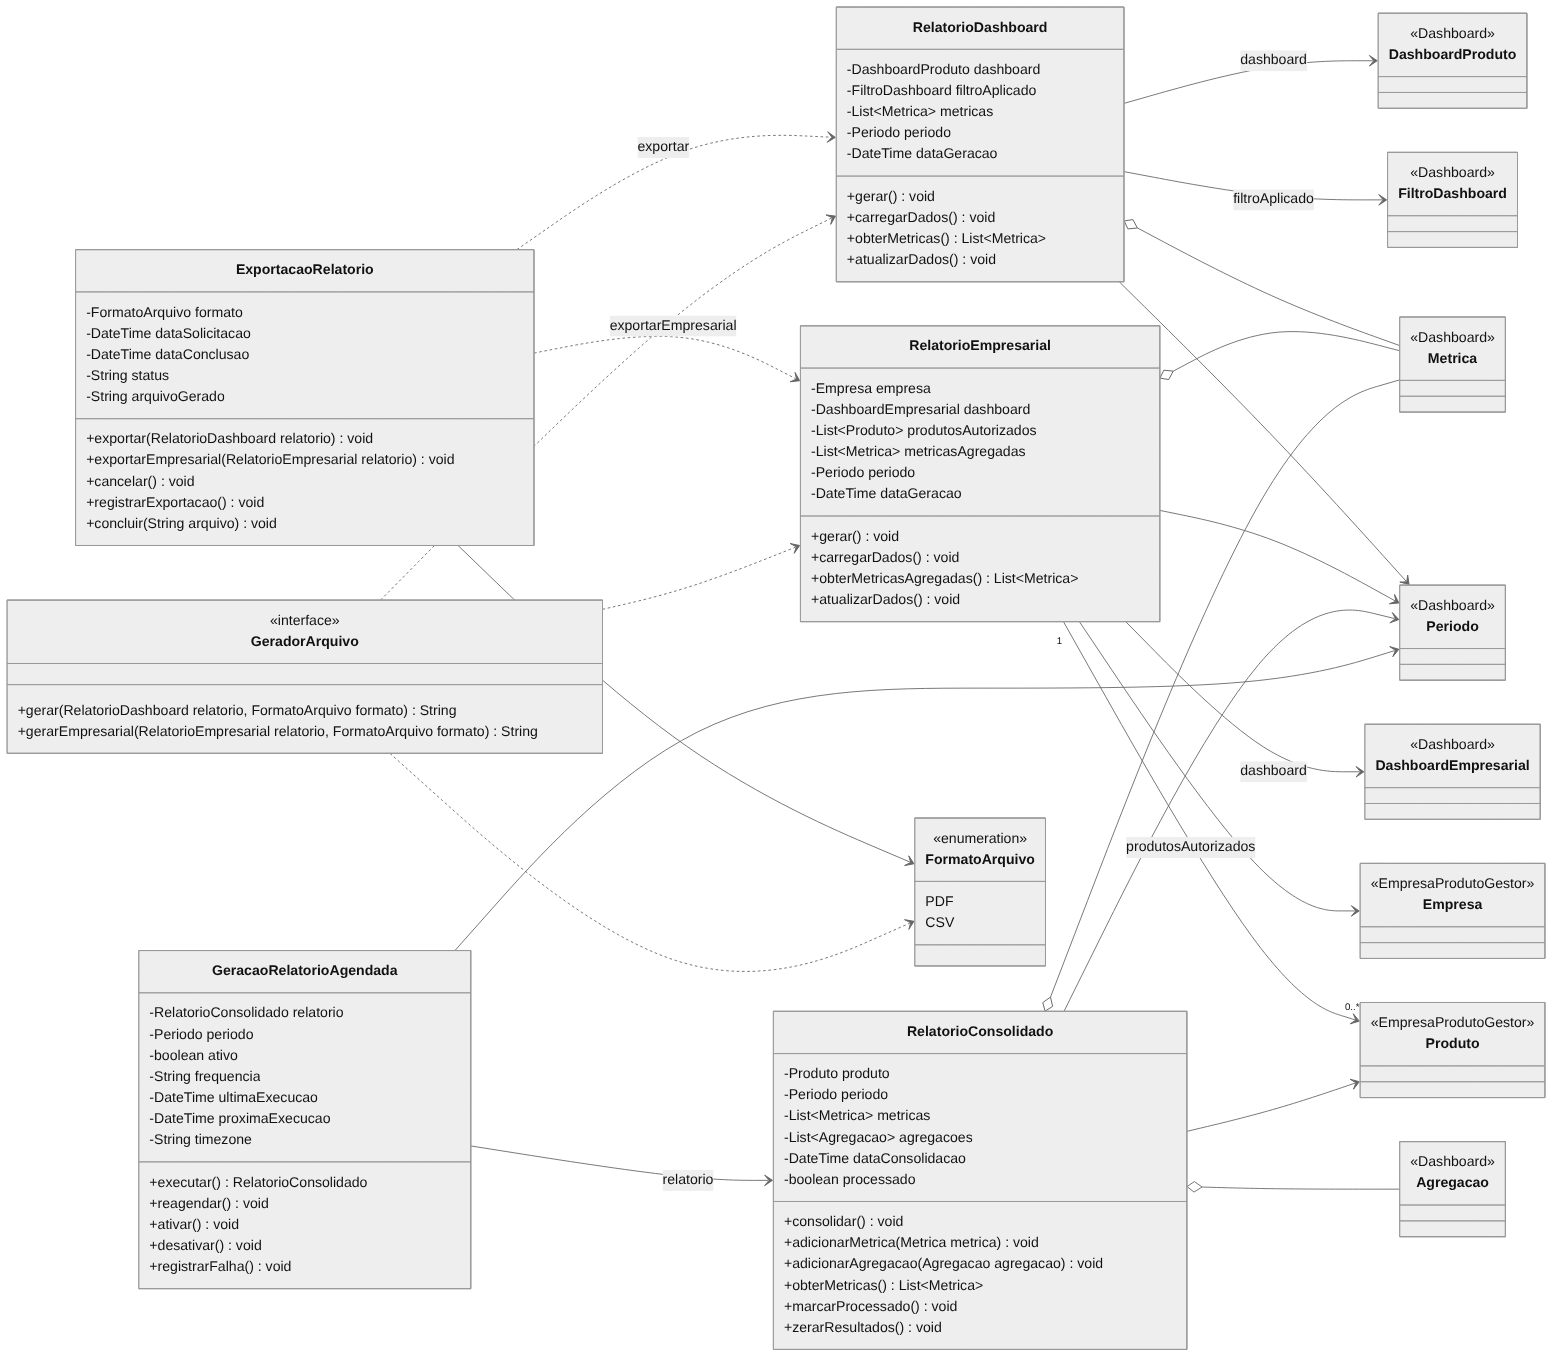 RelatorioDashboard
-DashboardProduto dashboard
-FiltroDashboard filtroAplicado
-List<Metrica> metricas
-Periodo periodo
-DateTime dataGeracao
+gerar() : void
+carregarDados() : void
+obterMetricas() : List<Metrica>
+atualizarDados() : void
dashboard
«Dashboard»
DashboardProduto
filtroAplicado
«Dashboard»
FiltroDashboard
exportar
ExportacaoRelatorio
-FormatoArquivo formato
-DateTime dataSolicitacao
-DateTime dataConclusao
-String status
-String arquivoGerado
+exportar(RelatorioDashboard relatorio) : void
+exportarEmpresarial(RelatorioEmpresarial relatorio) : void
+cancelar() : void
+registrarExportacao() : void
+concluir(String arquivo) : void
exportarEmpresarial
RelatorioEmpresarial
-Empresa empresa
-DashboardEmpresarial dashboard
-List<Produto> produtosAutorizados
-List<Metrica> metricasAgregadas
-Periodo periodo
-DateTime dataGeracao
+gerar() : void
+carregarDados() : void
+obterMetricasAgregadas() : List<Metrica>
+atualizarDados() : void
«Dashboard»
Metrica
«interface»
GeradorArquivo
+gerar(RelatorioDashboard relatorio, FormatoArquivo formato) : String
+gerarEmpresarial(RelatorioEmpresarial relatorio, FormatoArquivo formato) : String
«Dashboard»
Periodo
1
dashboard
«Dashboard»
DashboardEmpresarial
«enumeration»
FormatoArquivo
PDF
CSV
produtosAutorizados
«EmpresaProdutoGestor»
Empresa
0..*
«EmpresaProdutoGestor»
Produto
GeracaoRelatorioAgendada
-RelatorioConsolidado relatorio
-Periodo periodo
-boolean ativo
-String frequencia
-DateTime ultimaExecucao
-DateTime proximaExecucao
-String timezone
+executar() : RelatorioConsolidado
+reagendar() : void
+ativar() : void
+desativar() : void
+registrarFalha() : void
relatorio
RelatorioConsolidado
-Produto produto
-Periodo periodo
-List<Metrica> metricas
-List<Agregacao> agregacoes
-DateTime dataConsolidacao
-boolean processado
+consolidar() : void
+adicionarMetrica(Metrica metrica) : void
+adicionarAgregacao(Agregacao agregacao) : void
+obterMetricas() : List<Metrica>
+marcarProcessado() : void
+zerarResultados() : void
«Dashboard»
Agregacao